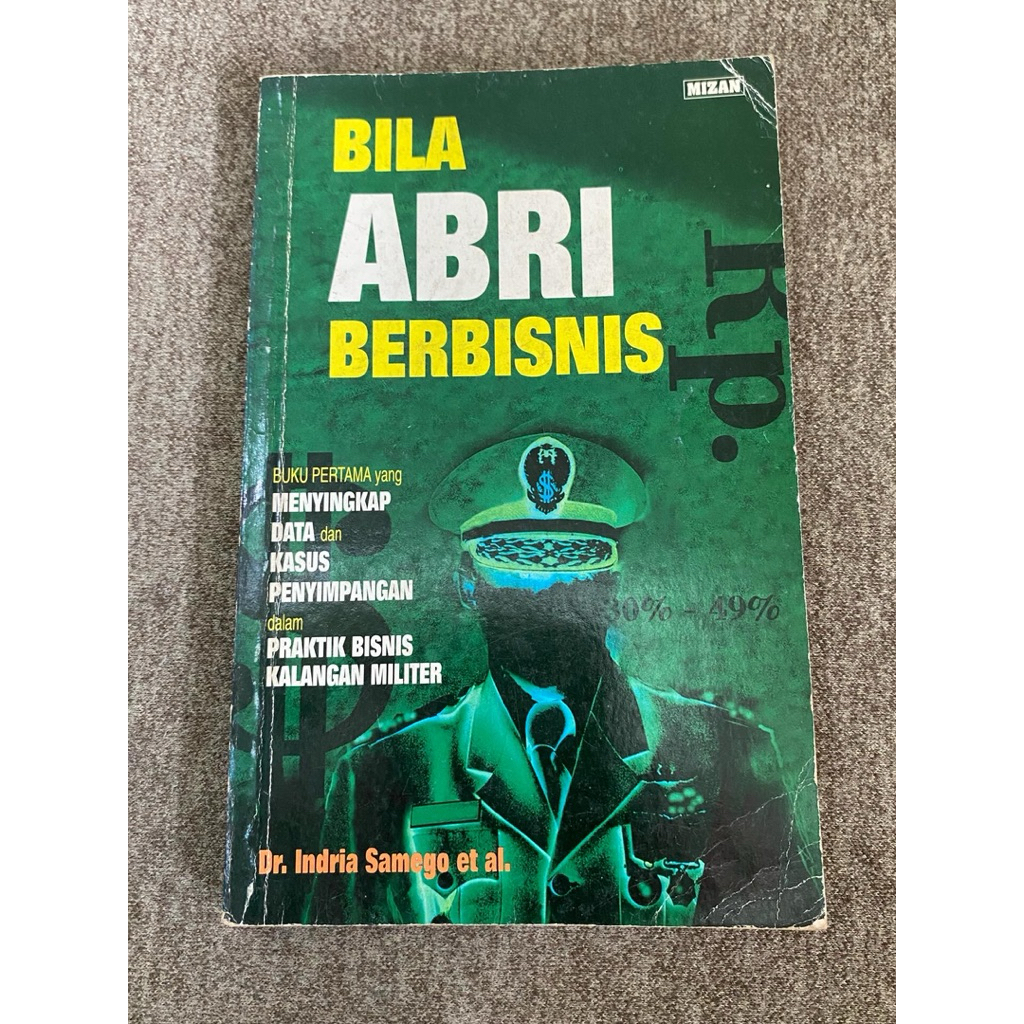 MIZAN
BILA
ABRI
BERBISNIS
Rp.
BUKU PERTAMA yang
MENYINGKAP
DATA dan
KASUS
PENYIMPANGAN
dalam
PRAKTIK BISNIS
KALANGAN MILITER
$
30% - 49%
Dr. Indria Samego et al.